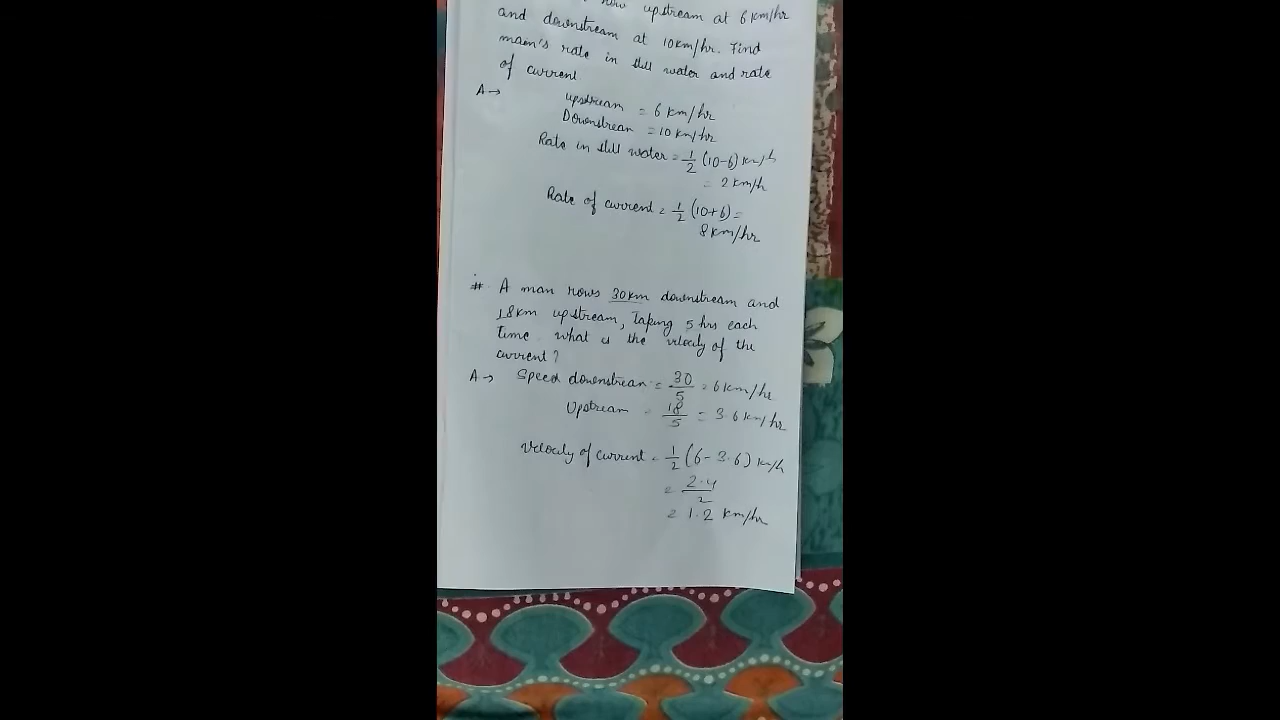 row upstream at 6 km/hr
and downstream at 10 km/hr. Find
man's rate in still water and rate
of current
A→ upstream = 6 km/hr
Downstream = 10 km/hr
Rate in still water = 1/2 (10-6) km/h
= 2 km/h
Rate of current = 1/2 (10+6) =
8 km/hr
# A man rows 30km downstream and
18km upstream, taking 5 hrs each
time. what is the velocity of the
current?
A→ Speed downstream = 30/5 = 6 km/hr
Upstream = 18/5 = 3.6 km/hr
Velocity of current = 1/2 (6-3.6) km/h
= 2.4/2
= 1.2 km/hr